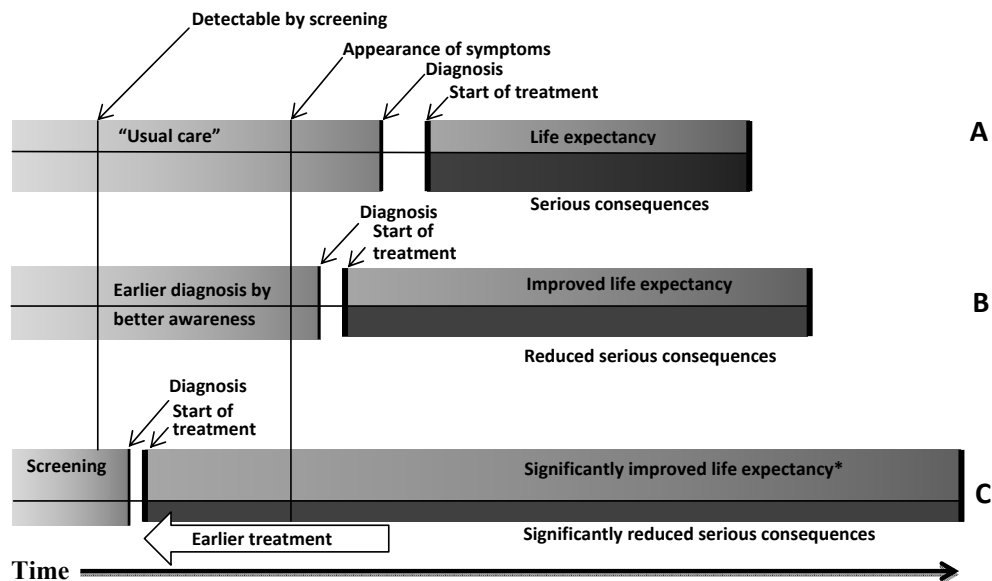 Detectable by screening
Appearance of symptoms
Diagnosis
Start of treatment
“Usual care”
Life expectancy
A
Serious consequences
Diagnosis
Start of
treatment
Earlier diagnosis by
better awareness
Improved life expectancy
B
Reduced serious consequences
Diagnosis
Start of
treatment
Screening
Significantly improved life expectancy*
C
Significantly reduced serious consequences
Earlier treatment
Time